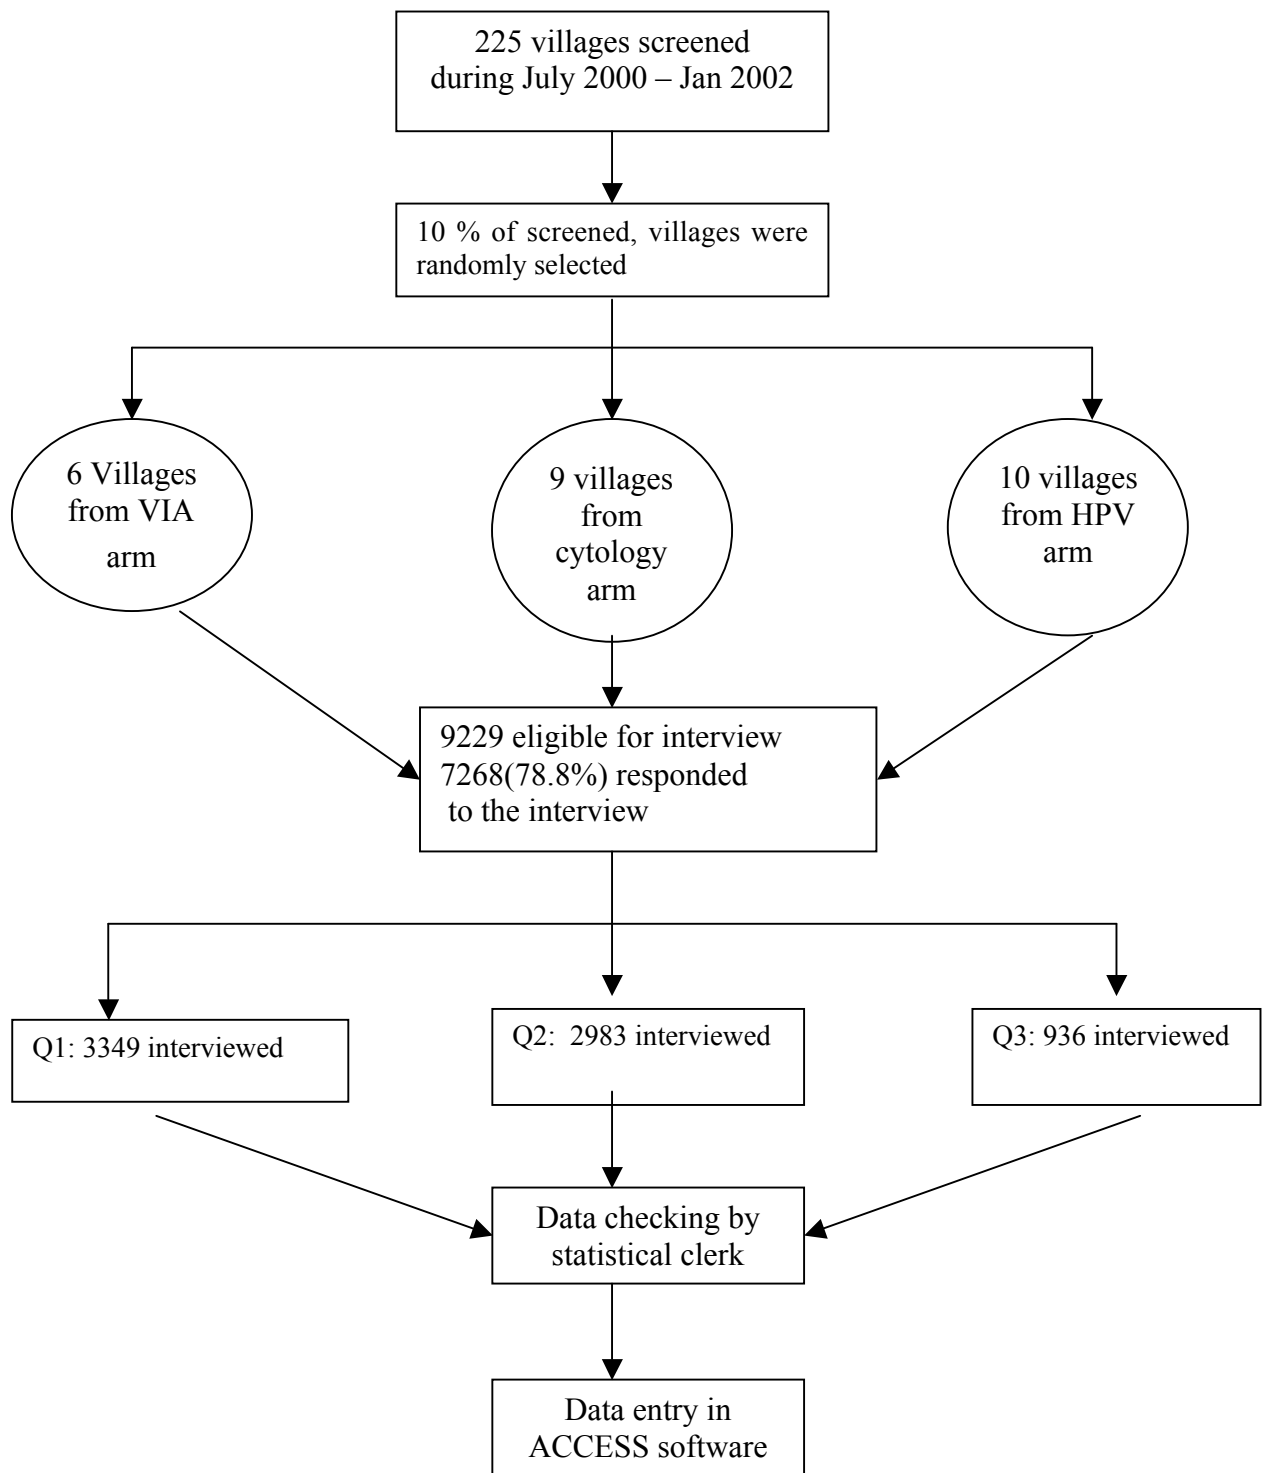 225 villages screened
during July 2000 – Jan 2002
10 % of screened, villages were
randomly selected
6 Villages
from VIA
arm
9 villages
from
cytology
arm
10 villages
from HPV
arm
9229 eligible for interview
7268(78.8%) responded
to the interview
Q1: 3349 interviewed
Q2: 2983 interviewed
Q3: 936 interviewed
Data checking by
statistical clerk
Data entry in
ACCESS software